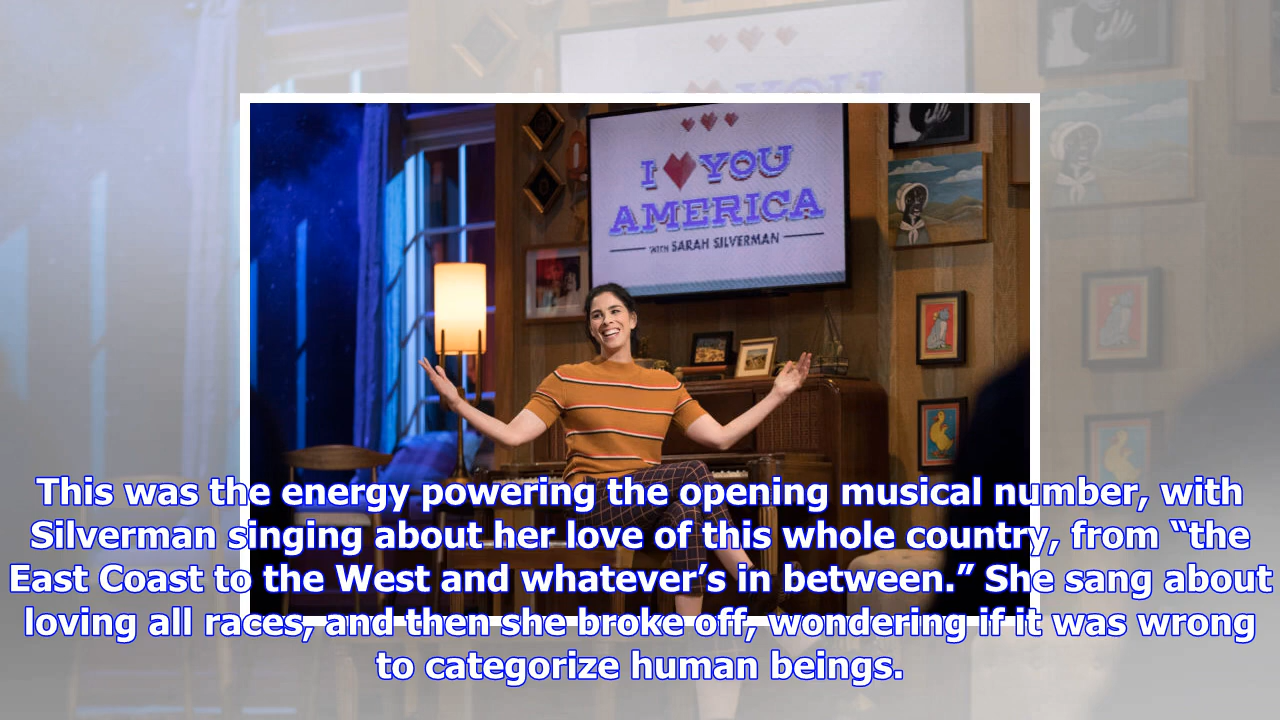 I ♥ YOU
AMERICA
WITH SARAH SILVERMAN
This was the energy powering the opening musical number, with
Silverman singing about her love of this whole country, from “the
East Coast to the West and whatever’s in between.” She sang about
loving all races, and then she broke off, wondering if it was wrong
to categorize human beings.